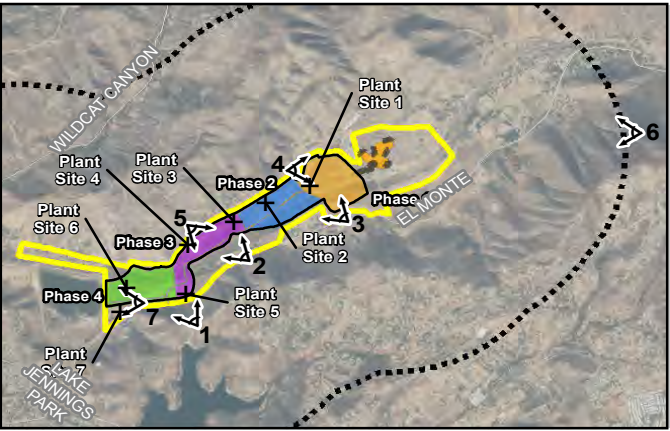 WILDCAT CANYON
Plant
Site 1
6
Plant
Site 4
Plant
Site 3
4
Phase 2
Phase
EL MONTE
3
Plant
Site 6
5
Phase 3
Plant
Site 2
2
Phase 4
7
1
Plant
Site 5
Plant
7
LAKE
JENNINGS
PARK